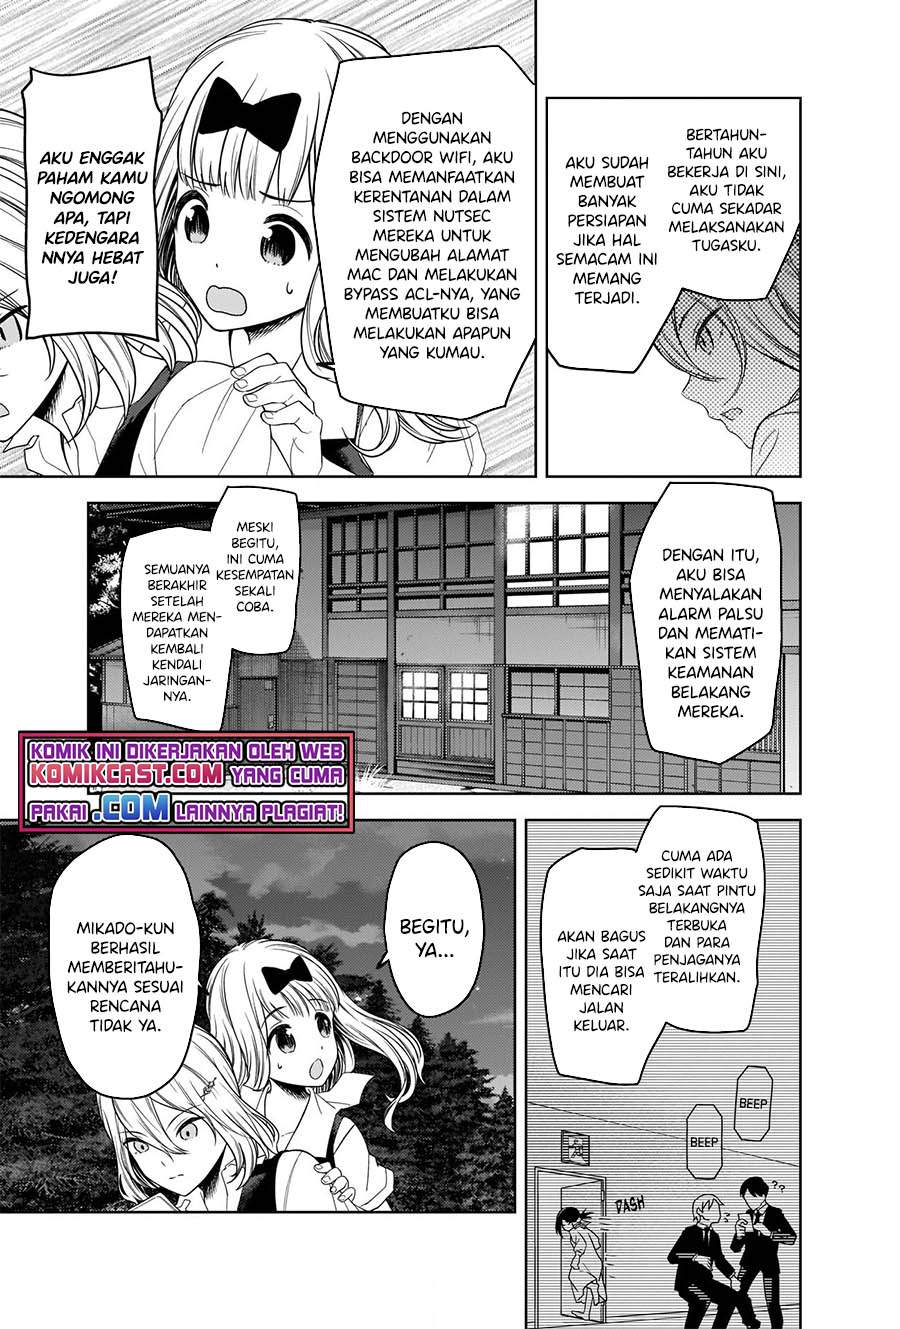 BERTAHUN-
TAHUN AKU
BEKERJA DI SINI,
AKU TIDAK
CUMA SEKADAR
MELAKSANAKAN
TUGASKU.
AKU SUDAH
MEMBUAT
BANYAK
PERSIAPAN
JIKA HAL
SEMACAM INI
MEMANG
TERJADI.
DENGAN
MENGGUNAKAN
BACKDOOR WIFI, AKU
BISA MEMANFAATKAN
KERENTANAN DALAM
SISTEM NUTSEC
MEREKA UNTUK
MENGUBAH ALAMAT
MAC DAN MELAKUKAN
BYPASS ACL-NYA, YANG
MEMBUATKU BISA
MELAKUKAN APAPUN
YANG KUMAU.
AKU ENGGAK
PAHAM KAMU
NGOMONG
APA, TAPI
KEDENGARA
NNYA HEBAT
JUGA!
DENGAN ITU,
AKU BISA
MENYALAKAN
ALARM PALSU
DAN MEMATI-
KAN SISTEM
KEAMANAN
BELAKANG
MEREKA.
MESKI
BEGITU,
INI CUMA
KESEMPATAN
SEKALI
COBA.
SEMUANYA
BERAKHIR
SETELAH
MEREKA MEN-
DAPATKAN
KEMBALI
KENDALI
JARINGAN-
NYA.
KOMIK INI DIKERJAKAN OLEH WEB
KOMIKCAST.COM YANG CUMA
PAKAI .COM LAINNYA PLAGIAT!
CUMA ADA
SEDIKIT WAKTU
SAJA SAAT PINTU
BELAKANGNYA
TERBUKA
DAN PARA
PENJAGANYA
TERALIHKAN.
AKAN BAGUS
JIKA SAAT
ITU DIA BISA
MENCARI
JALAN
KELUAR.
BEEP
BEEP
DASH
??
BEGITU,
YA...
MIKADO-KUN
BERHASIL
MEMBERITAHU-
KANNYA SESUAI
RENCANA
TIDAK YA.